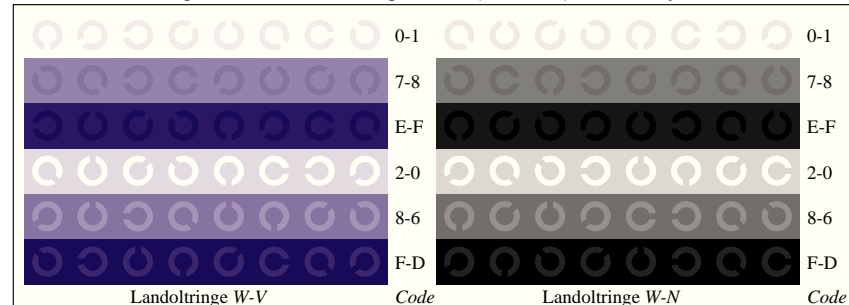 0-1 0-1
7-8 7-8
E-F E-F
2-0 2-0
8-6 8-6
F-D F-D
Landoltringe W-V Code Landoltringe W-N Code